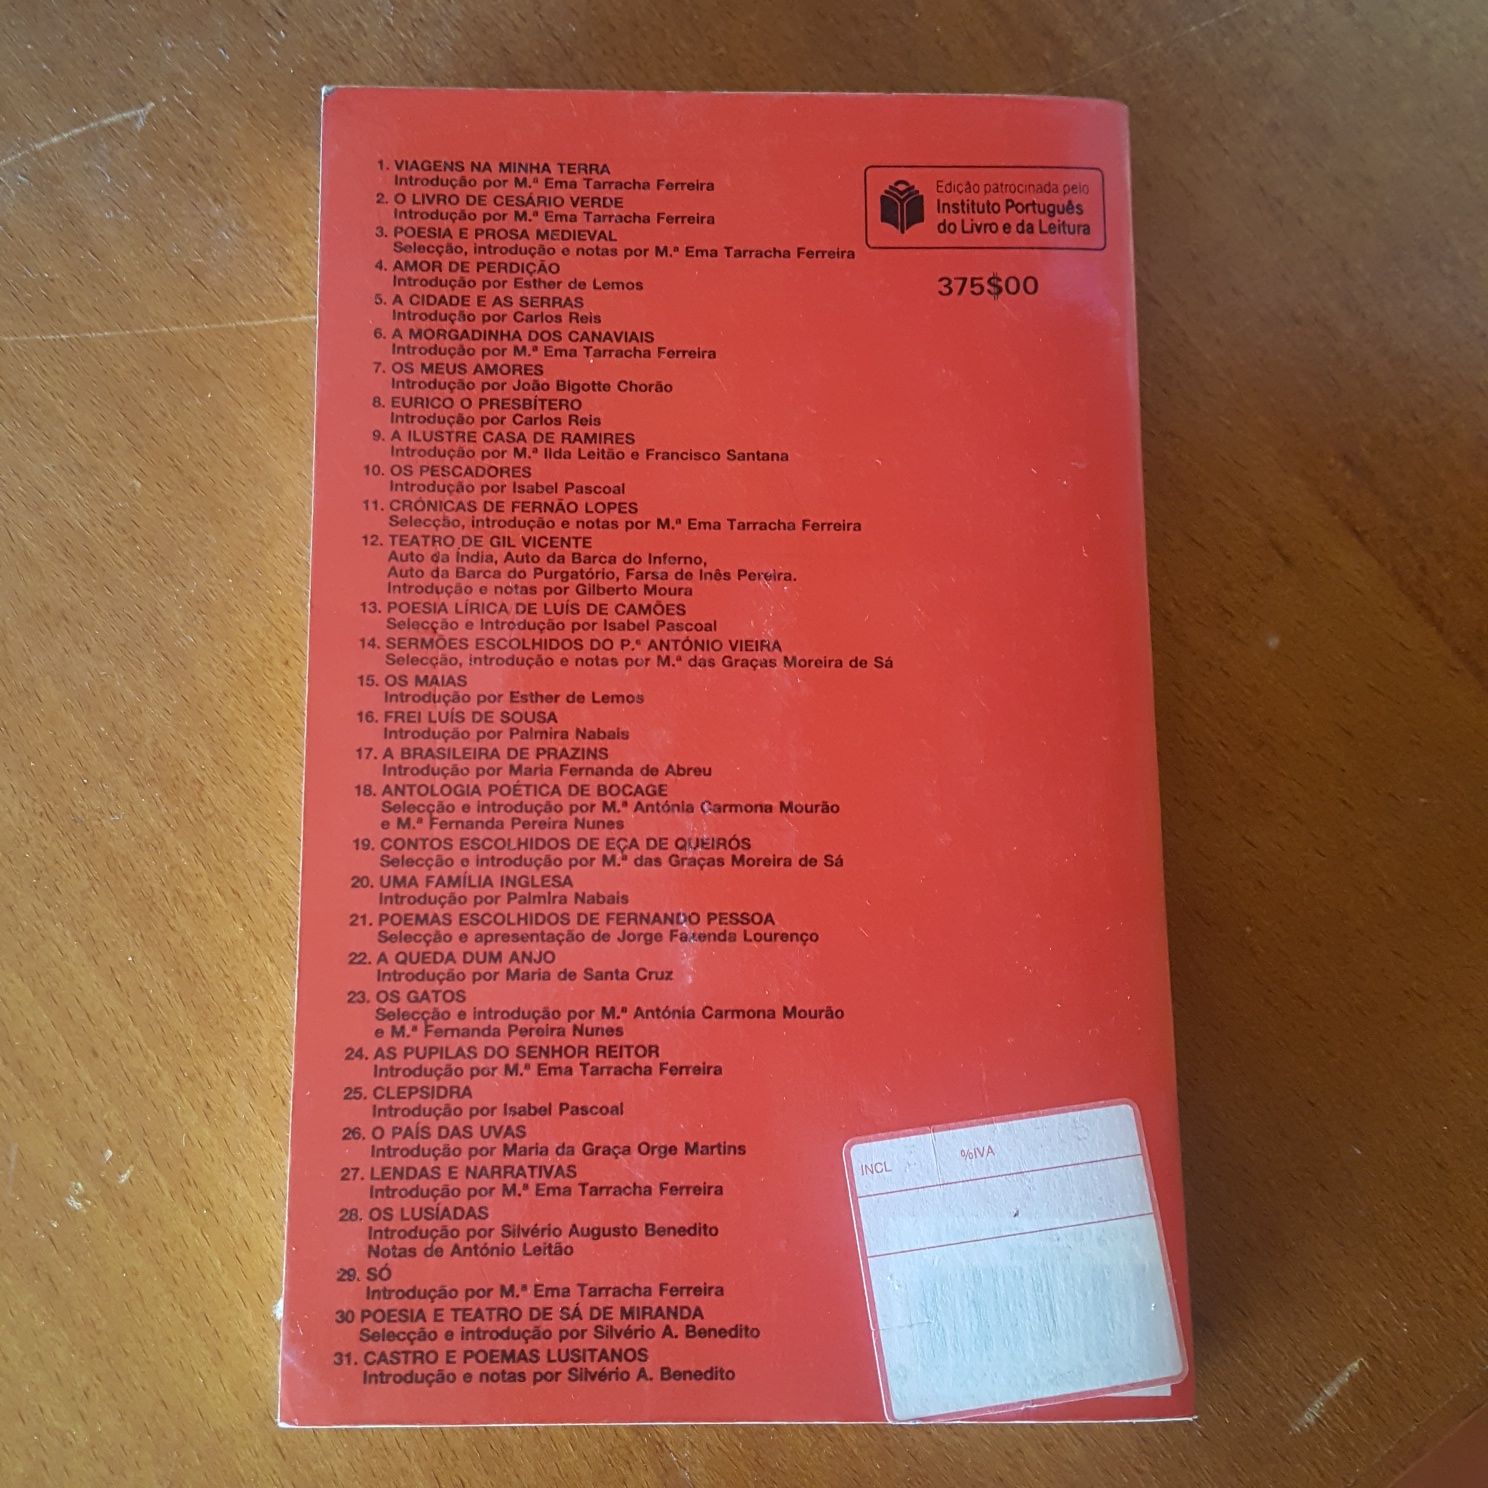 1. VIAGENS NA MINHA TERRA
Introdução por M.ª Ema Tarracha Ferreira
2. O LIVRO DE CESÁRIO VERDE
Introdução por M.ª Ema Tarracha Ferreira
3. POESIA E PROSA MEDIEVAL
Selecção, introdução e notas por M.ª Ema Tarracha Ferreira
4. AMOR DE PERDIÇÃO
Introdução por Esther de Lemos
5. A CIDADE E AS SERRAS
Introdução por Carlos Reis
6. A MORGADINHA DOS CANAVIAIS
Introdução por M.ª Ema Tarracha Ferreira
7. OS MEUS AMORES
Introdução por João Bigotte Chorão
8. EURICO O PRESBÍTERO
Introdução por Carlos Reis
9. A ILUSTRE CASA DE RAMIRES
Introdução por M.ª Ilda Leitão e Francisco Santana
10. OS PESCADORES
Introdução por Isabel Pascoal
11. CRÓNICAS DE FERNÃO LOPES
Selecção, introdução e notas por M.ª Ema Tarracha Ferreira
12. TEATRO DE GIL VICENTE
Auto da Índia, Auto da Barca do Inferno,
Auto da Barca do Purgatório, Farsa de Inês Pereira.
Introdução e notas por Gilberto Moura
13. POESIA LÍRICA DE LUÍS DE CAMÕES
Selecção e Introdução por Isabel Pascoal
14. SERMÕES ESCOLHIDOS DO P.ᵉ ANTÓNIO VIEIRA
Selecção, introdução e notas por M.ª das Graças Moreira de Sá
15. OS MAIAS
Introdução por Esther de Lemos
16. FREI LUÍS DE SOUSA
Introdução por Palmira Nabais
17. A BRASILEIRA DE PRAZINS
Introdução por Maria Fernanda de Abreu
18. ANTOLOGIA POÉTICA DE BOCAGE
Selecção e introdução por M.ª Antónia Carmona Mourão
e M.ª Fernanda Pereira Nunes
19. CONTOS ESCOLHIDOS DE EÇA DE QUEIRÓS
Selecção e introdução por M.ª das Graças Moreira de Sá
20. UMA FAMÍLIA INGLESA
Introdução por Palmira Nabais
21. POEMAS ESCOLHIDOS DE FERNANDO PESSOA
Selecção e apresentação de Jorge Fazenda Lourenço
22. A QUEDA DUM ANJO
Introdução por Maria de Santa Cruz
23. OS GATOS
Selecção e introdução por M.ª Antónia Carmona Mourão
e M.ª Fernanda Pereira Nunes
24. AS PUPILAS DO SENHOR REITOR
Introdução por M.ª Ema Tarracha Ferreira
25. CLEPSIDRA
Introdução por Isabel Pascoal
26. O PAÍS DAS UVAS
Introdução por Maria da Graça Orge Martins
27. LENDAS E NARRATIVAS
Introdução por M.ª Ema Tarracha Ferreira
28. OS LUSÍADAS
Introdução por Silvério Augusto Benedito
Notas de António Leitão
29. SÓ
Introdução por M.ª Ema Tarracha Ferreira
30 POESIA E TEATRO DE SÁ DE MIRANDA
Selecção e introdução por Silvério A. Benedito
31. CASTRO E POEMAS LUSITANOS
Introdução e notas por Silvério A. Benedito
Edição patrocinada pelo
Instituto Português
do Livro e da Leitura
375$00
INCL %IVA